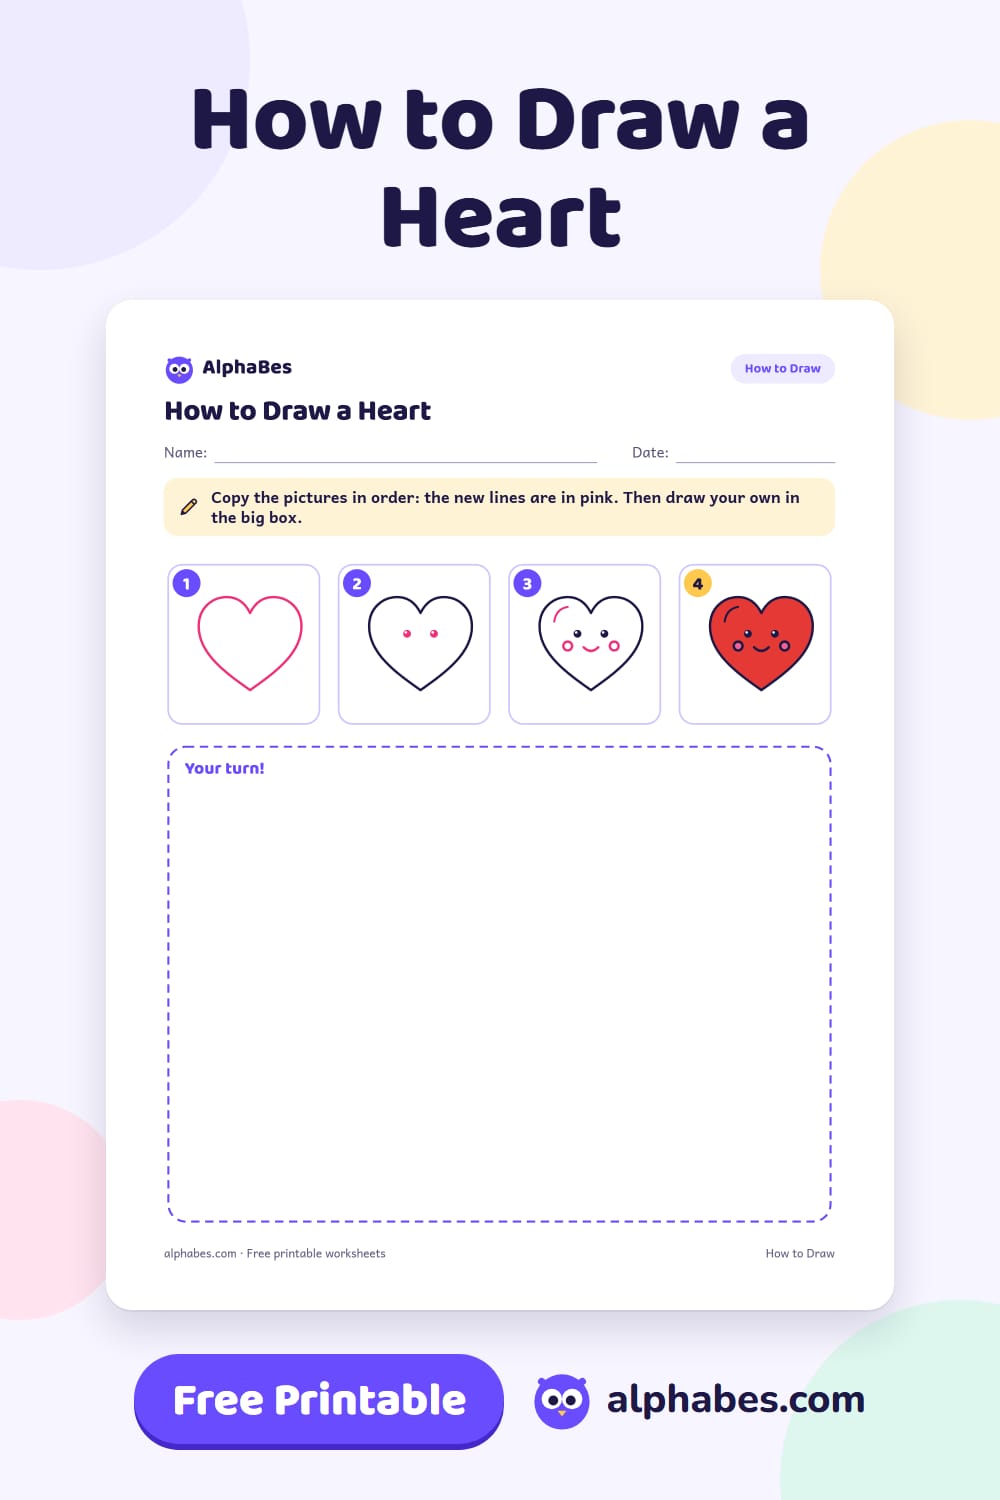 How to Draw a
Heart
AlphaBes
How to Draw
How to Draw a Heart
Name:
Date:
Copy the pictures in order: the new lines are in pink. Then draw your own in
the big box.
1
2
3
4
Your turn!
alphabes.com · Free printable worksheets
How to Draw
Free Printable
alphabes.com